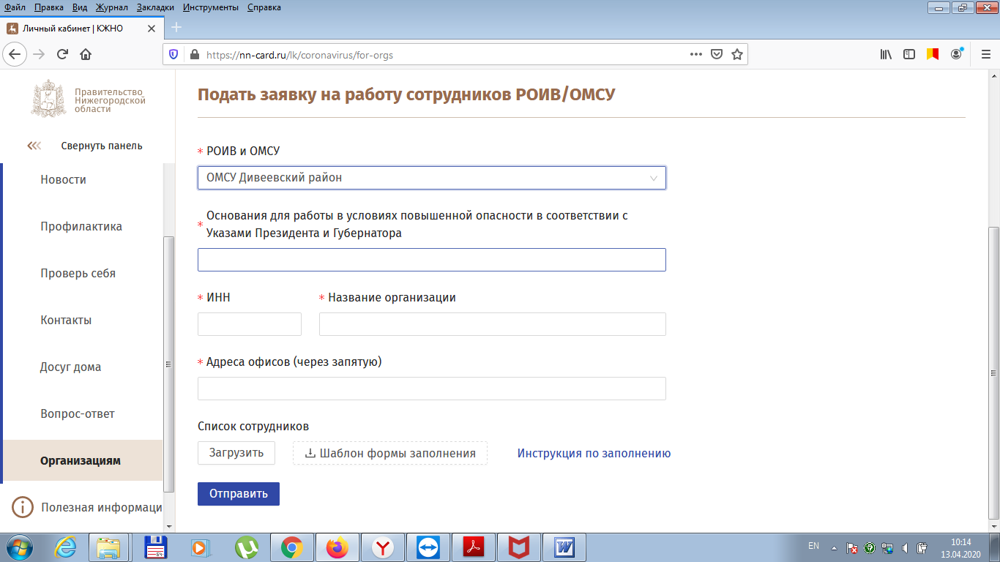 Файл Правка Вид Журнал Закладки Инструменты Справка
Личный кабинет | КЖНО
https://nn-card.ru/lk/coronavirus/for-orgs
Правительство
Нижегородской
области
Свернуть панель
Новости
Профилактика
Проверь себя
Контакты
Досуг дома
Вопрос-ответ
Организациям
Полезная информаци
Подать заявку на работу сотрудников РОИВ/ОМСУ
* РОИВ и ОМСУ
ОМСУ Дивеевский район
* Основания для работы в условиях повышенной опасности в соответствии с
Указами Президента и Губернатора
* ИНН * Название организации
* Адреса офисов (через запятую)
Список сотрудников
Загрузить Шаблон формы заполнения Инструкция по заполнению
Отправить
EN
10:14
13.04.2020